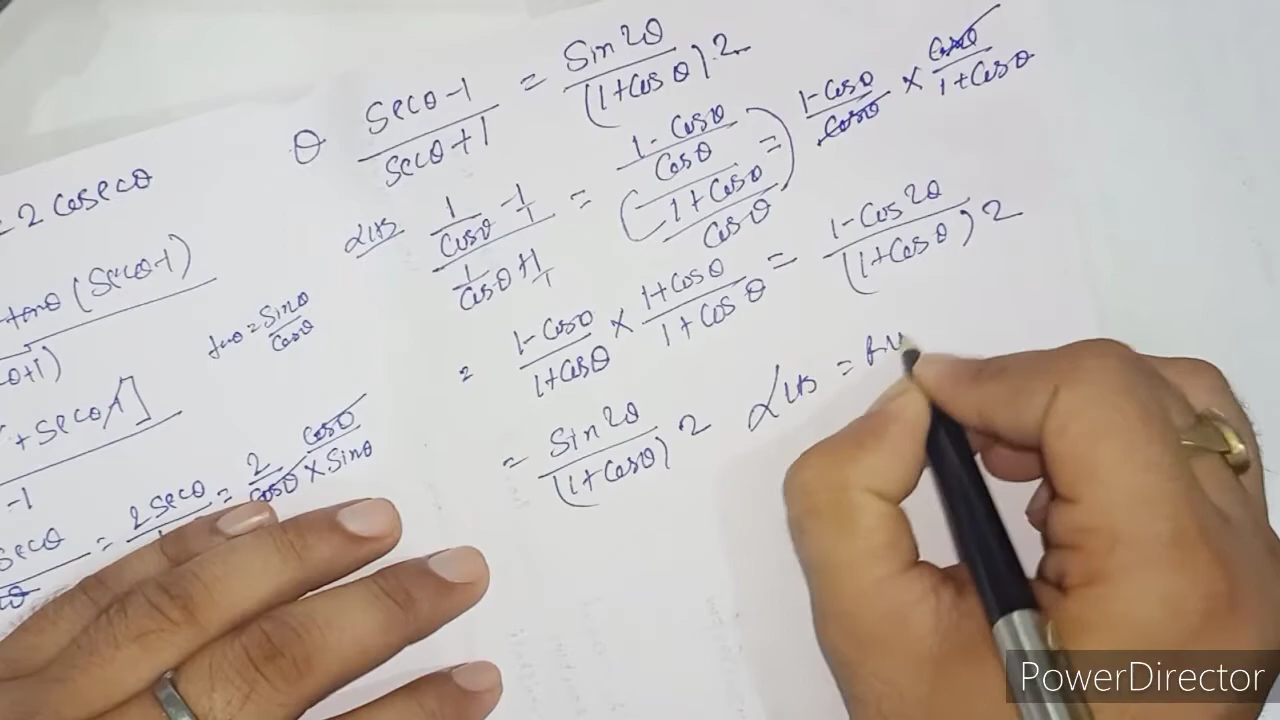 = 2 cosecθ
tanθ (Secθ-1)
θ+1)
+ Secθ/1]
-1
Secθ = 2Secθ = 2/Cosθ × Cosθ/Sinθ
tanθ = Sinθ/Cosθ
θ (Secθ-1)/(Secθ+1) = Sin2θ/(1+Cosθ).2
LHS (1/Cosθ - 1/1)/(1/Cosθ + 1/1) = ((1-Cosθ)/Cosθ)/((1+Cosθ)/Cosθ) = (1-Cosθ)/Cosθ × Cosθ/(1+Cosθ)
= (1-Cosθ)/(1+Cosθ) × (1+Cosθ)/(1+Cosθ) = (1-Cos2θ)/(1+Cosθ)2
= Sin2θ/(1+Cosθ)2 LHS = RH
PowerDirector